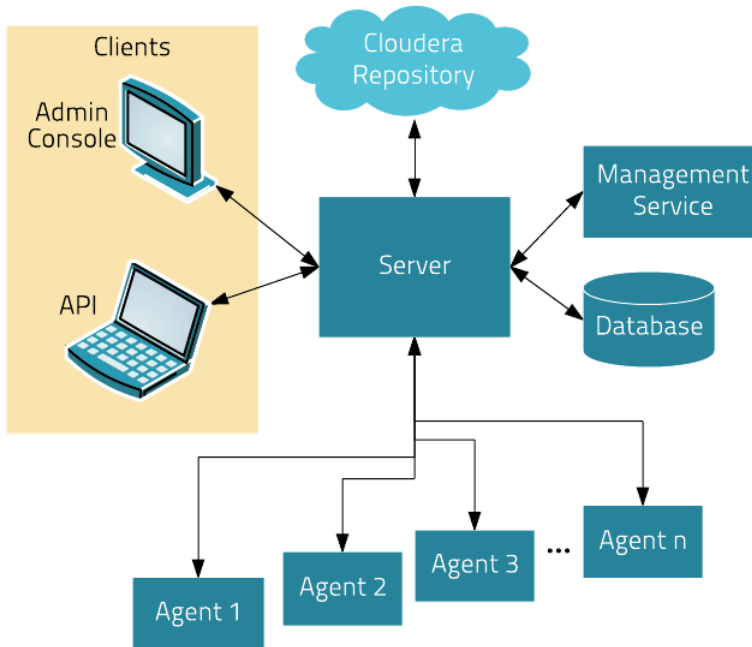 Clients
Admin
Console
API
Cloudera
Repository
Server
Management
Service
Database
Agent 1
Agent 2
Agent 3
...
Agent n